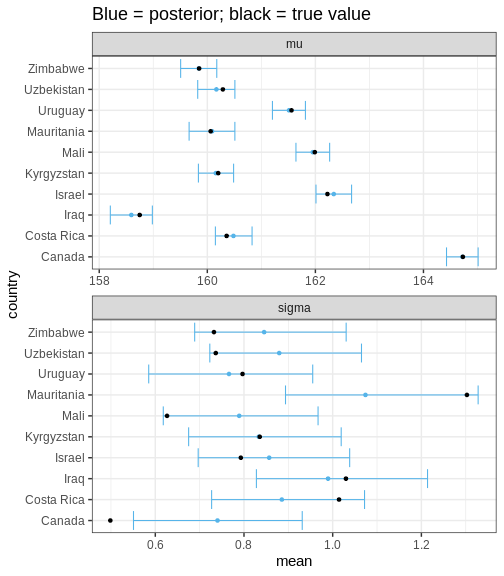 Blue = posterior; black = true value
mu
Zimbabwe
Uzbekistan
Uruguay
Mauritania
Mali
Kyrgyzstan
Israel
Iraq
Costa Rica
Canada
158 160 162 164
country
sigma
Zimbabwe
Uzbekistan
Uruguay
Mauritania
Mali
Kyrgyzstan
Israel
Iraq
Costa Rica
Canada
0.6 0.8 1.0 1.2
mean